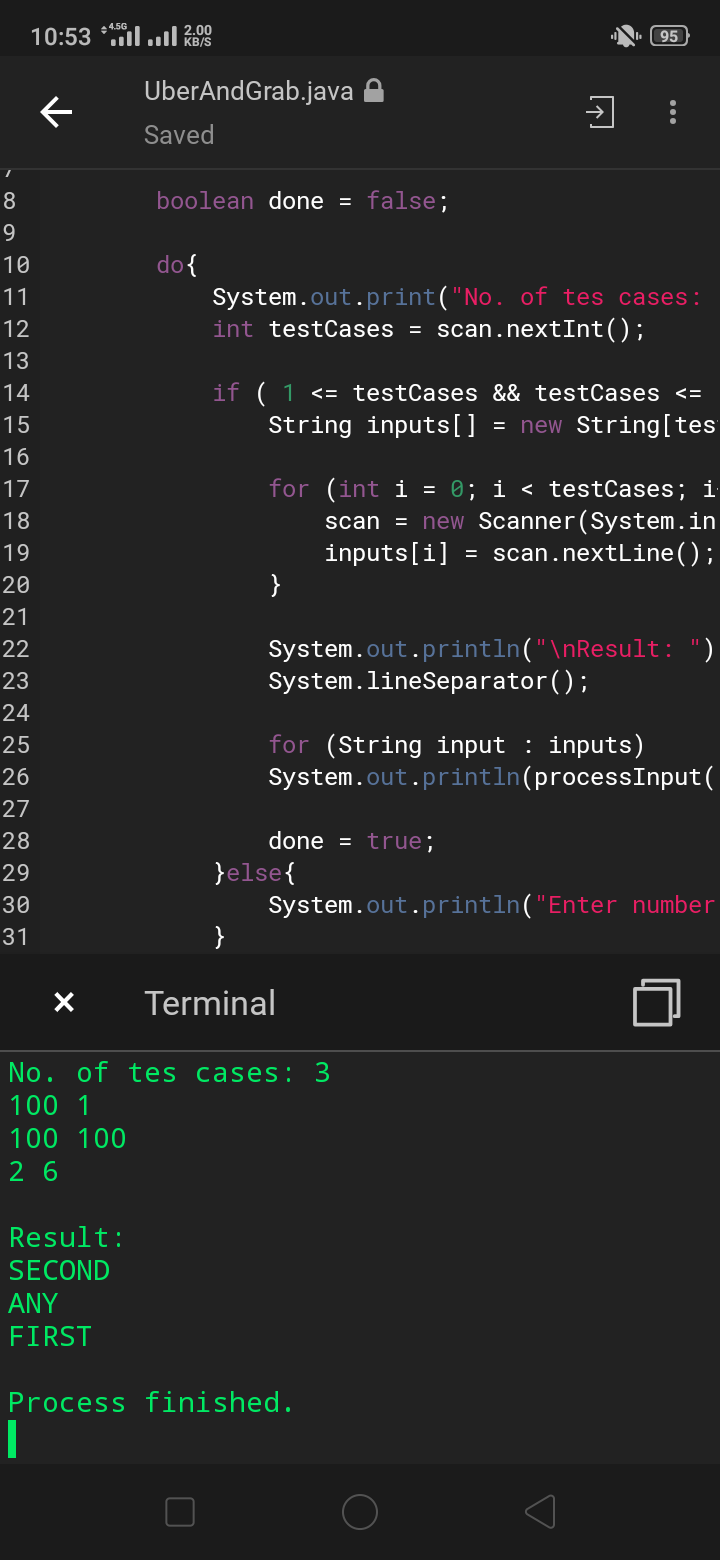 10:53 4.5G 2.00 KB/S 95
UberAndGrab.java
Saved
7
8 boolean done = false;
9
10 do{
11 System.out.print("No. of tes cases:
12 int testCases = scan.nextInt();
13
14 if ( 1 <= testCases && testCases <=
15 String inputs[] = new String[tes
16
17 for (int i = 0; i < testCases; i
18 scan = new Scanner(System.in
19 inputs[i] = scan.nextLine();
20 }
21
22 System.out.println("\nResult: ")
23 System.lineSeparator();
24
25 for (String input : inputs)
26 System.out.println(processInput(
27
28 done = true;
29 }else{
30 System.out.println("Enter number
31 }
Terminal
No. of tes cases: 3
100 1
100 100
2 6
Result:
SECOND
ANY
FIRST
Process finished.